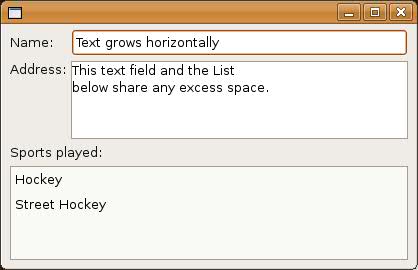 Name: Text grows horizontally
Address: This text field and the List
below share any excess space.
Sports played:
Hockey
Street Hockey